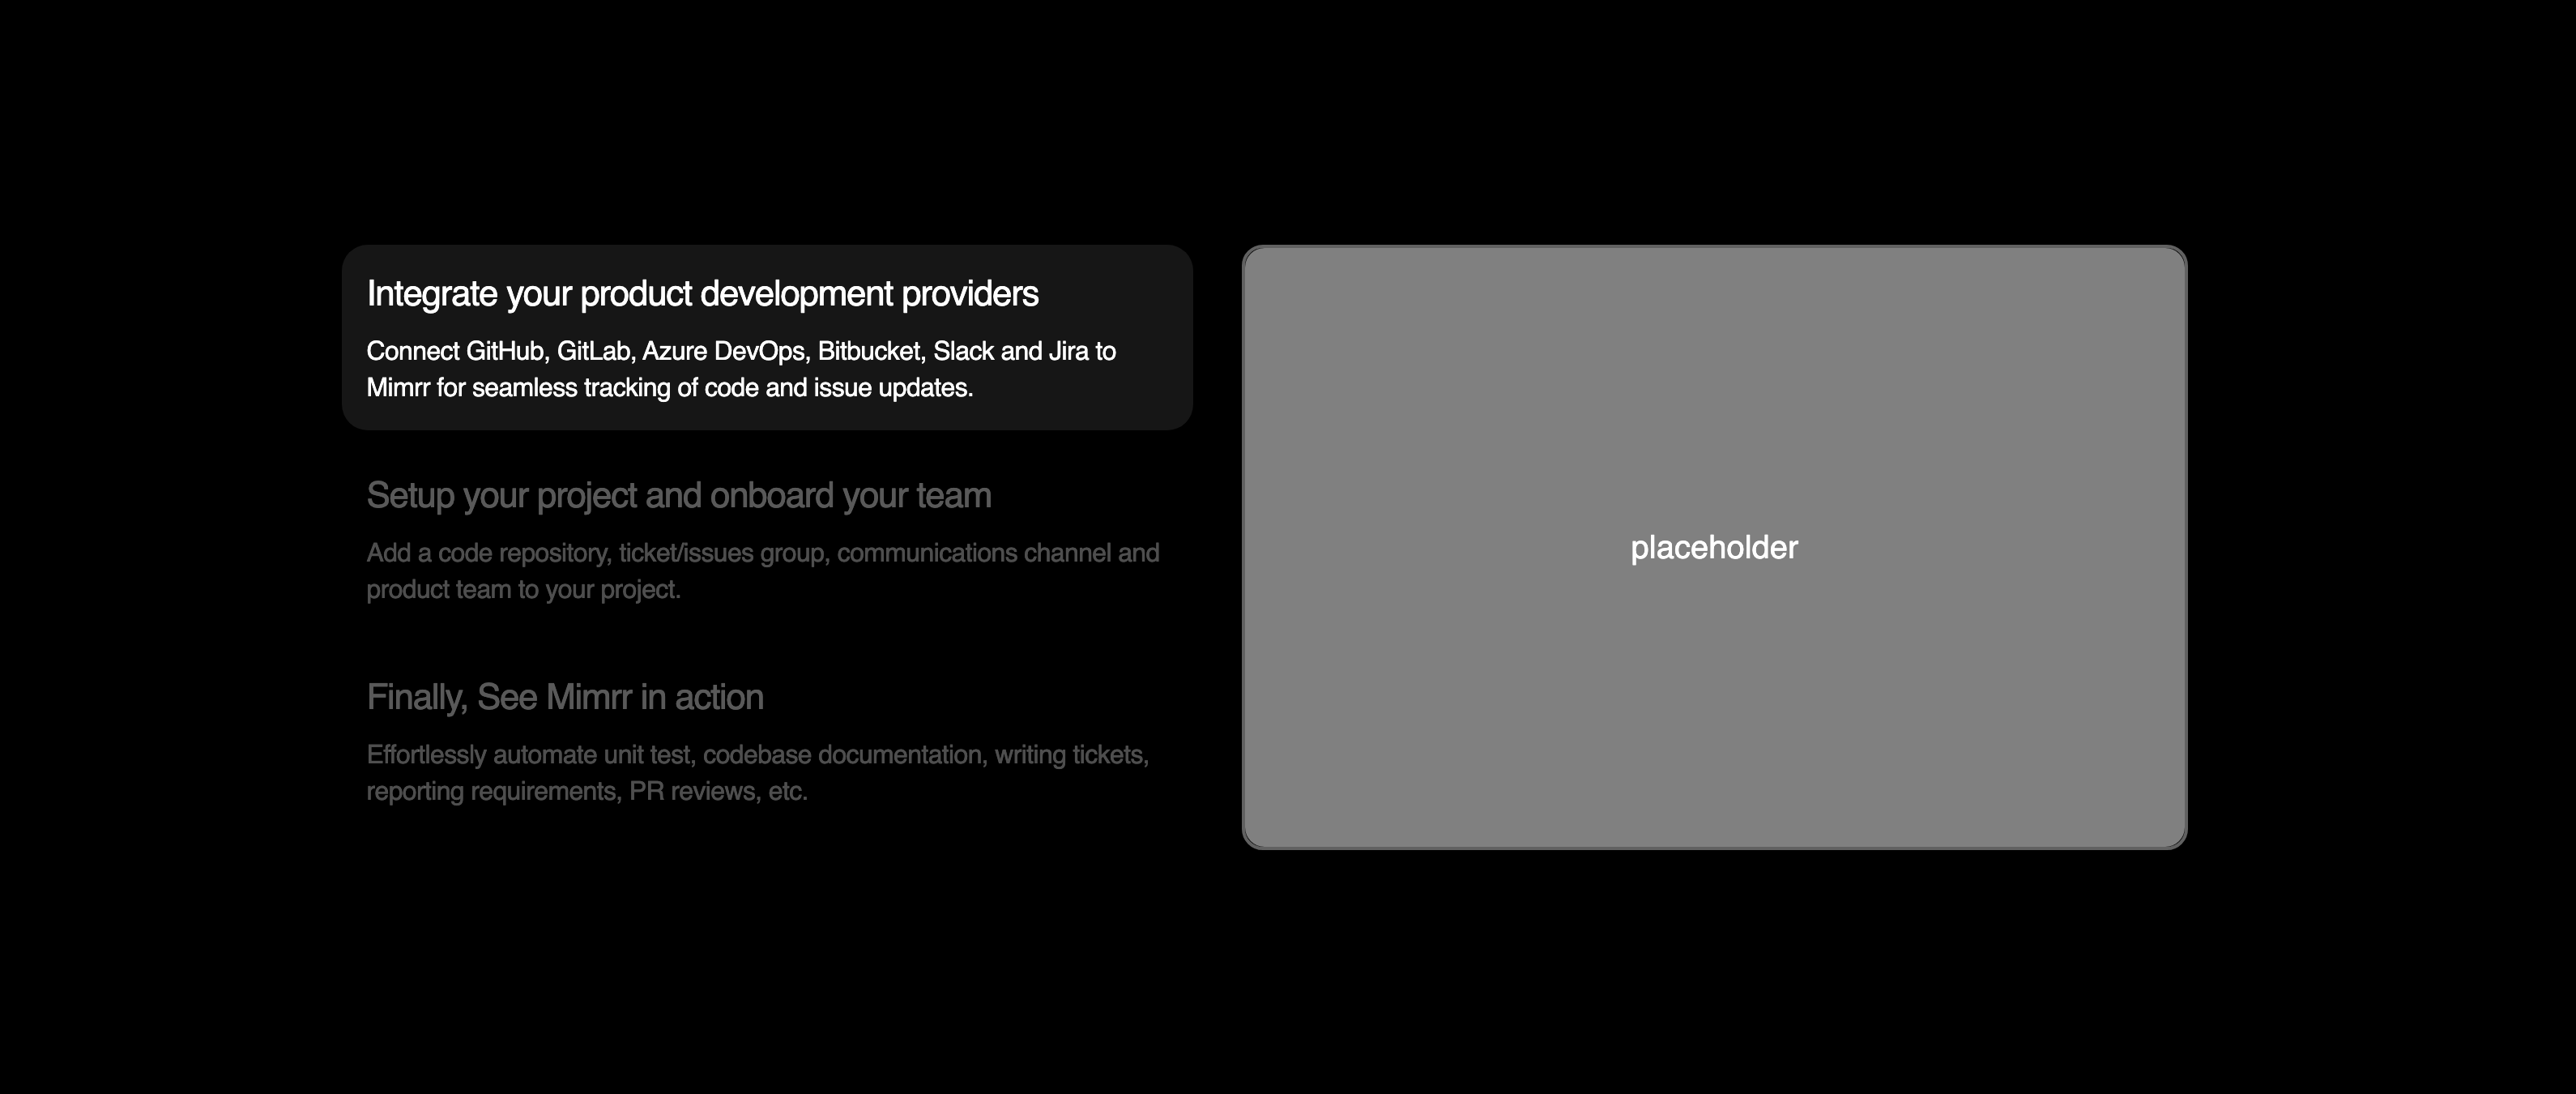 Integrate your product development providers
Connect GitHub, GitLab, Azure DevOps, Bitbucket, Slack and Jira to
Mimrr for seamless tracking of code and issue updates.
Setup your project and onboard your team
Add a code repository, ticket/issues group, communications channel and
product team to your project.
Finally, See Mimrr in action
Effortlessly automate unit test, codebase documentation, writing tickets,
reporting requirements, PR reviews, etc.
placeholder